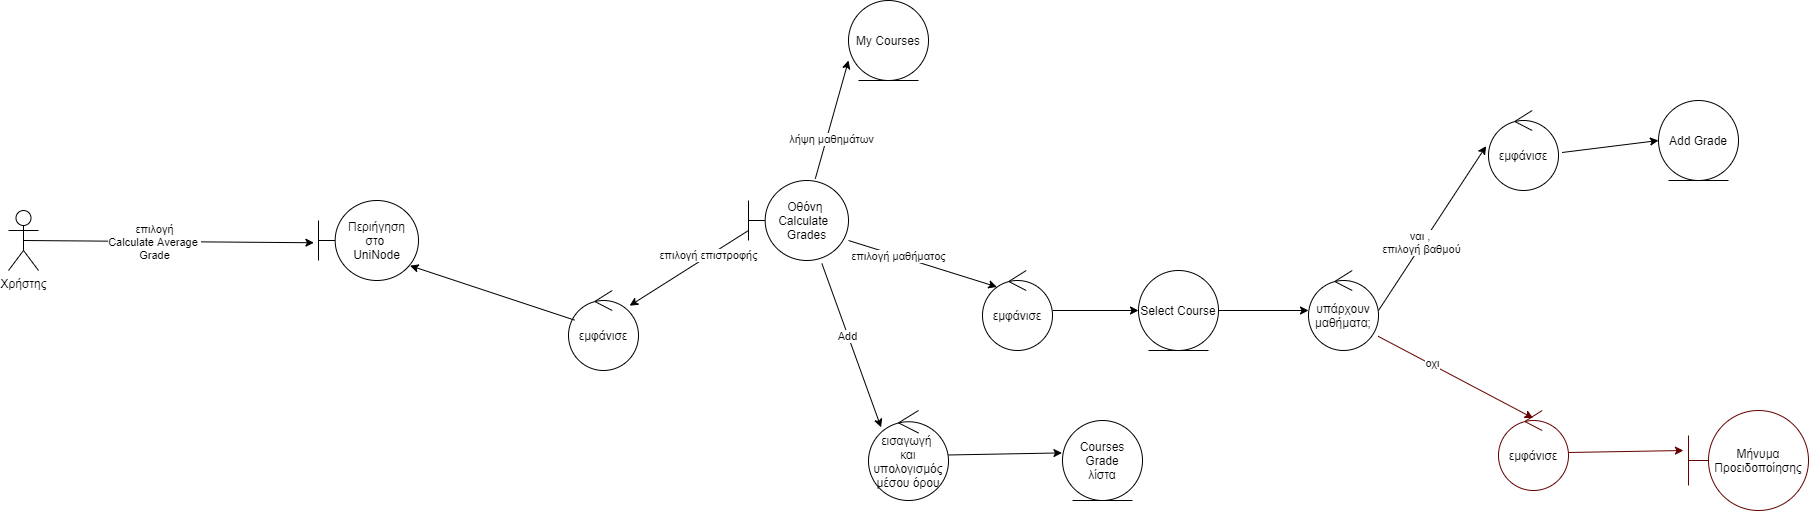 My Courses
λήψη μαθημάτων
Add Grade
εμφάνισε
Χρήστης
επιλογή
Calculate Average
Grade
Περιήγηση
στο
UniNode
Οθόνη
Calculate
Grades
επιλογή επιστροφής
εμφάνισε
επιλογή μαθήματος
εμφάνισε
Select Course
υπάρχουν
μαθήματα;
ναι ,
επιλογή βαθμού
οχι
Add
εισαγωγή
και
υπολογισμός
μέσου όρου
Courses
Grade
λίστα
εμφάνισε
Μήνυμα
Προειδοποίησης